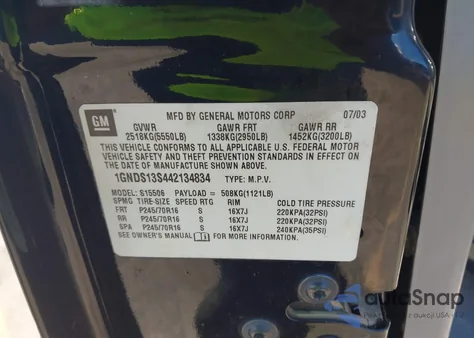 GM
MFD BY GENERAL MOTORS CORP 07/03
GVWR GAWR FRT GAWR RR
2518KG(5550LB) 1338KG(2950LB) 1452KG(3200LB)
THIS VEHICLE CONFORMS TO ALL APPLICABLE U.S. FEDERAL MOTOR
VEHICLE SAFETY AND THEFT PREVENTION STANDARDS IN EFFECT ON
THE DATE OF MANUFACTURE SHOWN ABOVE.
1GNDS13S442134834 TYPE: M.P.V.
MODEL: S15506 PAYLOAD = 508KG(1121LB)
SPMG TIRE-SIZE SPEED RTG RIM COLD TIRE PRESSURE
FRT P245/70R16 S 16X7J 220KPA(32PSI)
RR P245/70R16 S 16X7J 220KPA(32PSI)
SPA P245/70R16 S 16X7J 240KPA(35PSI)
SEE OWNER'S MANUAL FOR MORE INFORMATION.
autoSnap